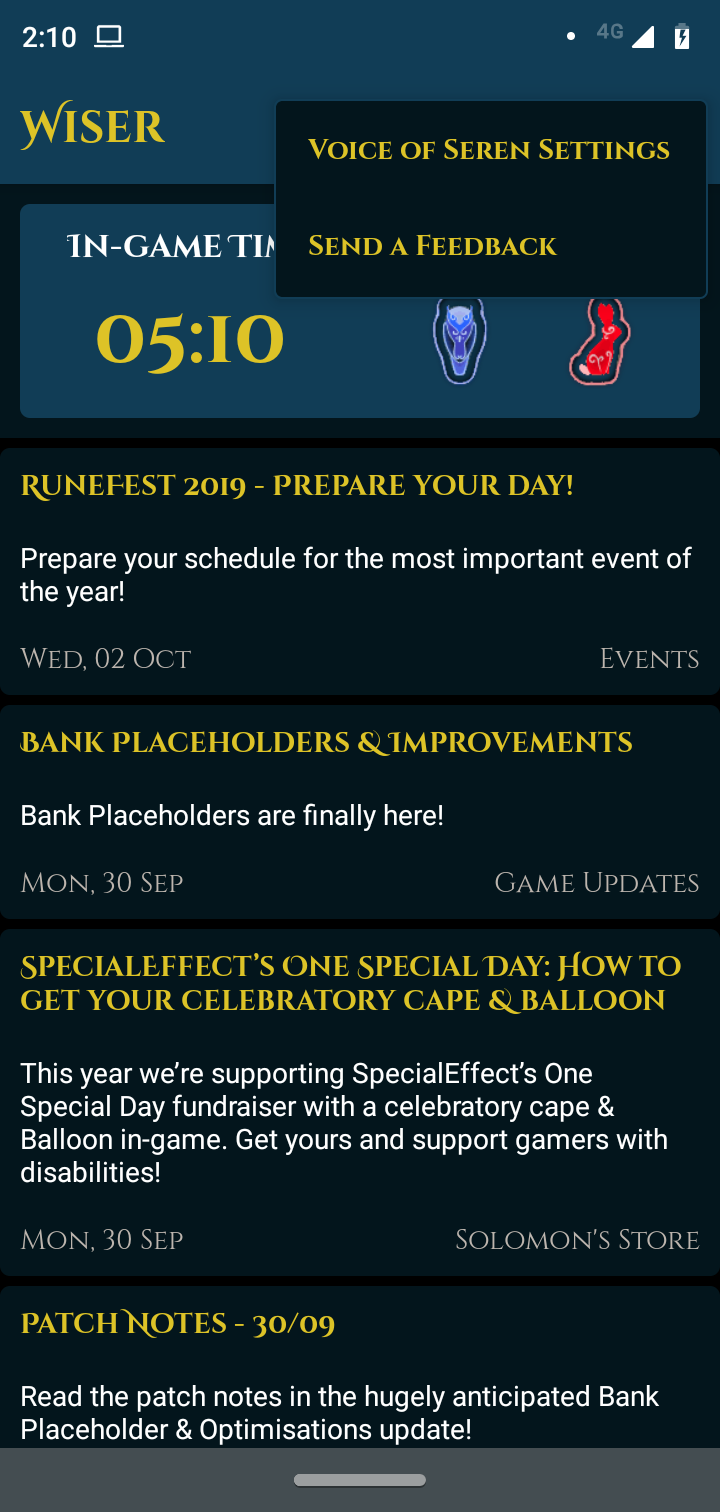 2:10
4G
Wiser
Voice of Seren Settings
Send a Feedback
In-game
05:10
RuneFest 2019 - Prepare your day!
Prepare your schedule for the most important event of
the year!
Wed, 02 Oct
Events
Bank Placeholders & Improvements
Bank Placeholders are finally here!
Mon, 30 Sep
Game Updates
SpecialEffect’s One Special Day: How to
get your celebratory cape & Balloon
This year we’re supporting SpecialEffect’s One
Special Day fundraiser with a celebratory cape &
Balloon in-game. Get yours and support gamers with
disabilities!
Mon, 30 Sep
Solomon's Store
Patch Notes - 30/09
Read the patch notes in the hugely anticipated Bank
Placeholder & Optimisations update!